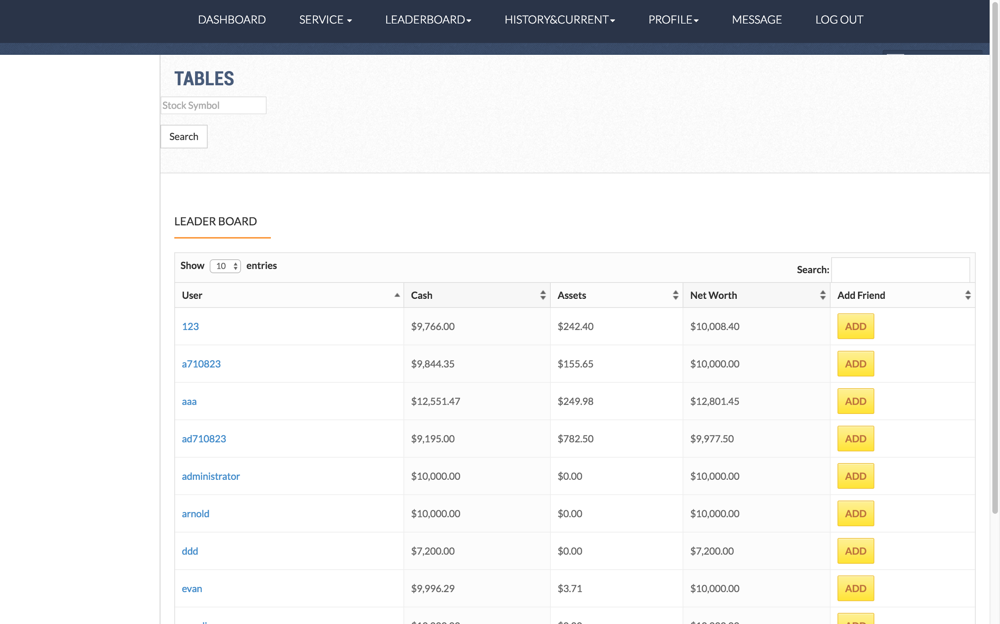 DASHBOARD SERVICE LEADERBOARD HISTORY&CURRENT PROFILE MESSAGE LOG OUT
TABLES
Stock Symbol
Search
LEADER BOARD
Show 10 entries Search:
User Cash Assets Net Worth Add Friend
123 $9,766.00 $242.40 $10,008.40 ADD
a710823 $9,844.35 $155.65 $10,000.00 ADD
aaa $12,551.47 $249.98 $12,801.45 ADD
ad710823 $9,195.00 $782.50 $9,977.50 ADD
administrator $10,000.00 $0.00 $10,000.00 ADD
arnold $10,000.00 $0.00 $10,000.00 ADD
ddd $7,200.00 $0.00 $7,200.00 ADD
evan $9,996.29 $3.71 $10,000.00 ADD